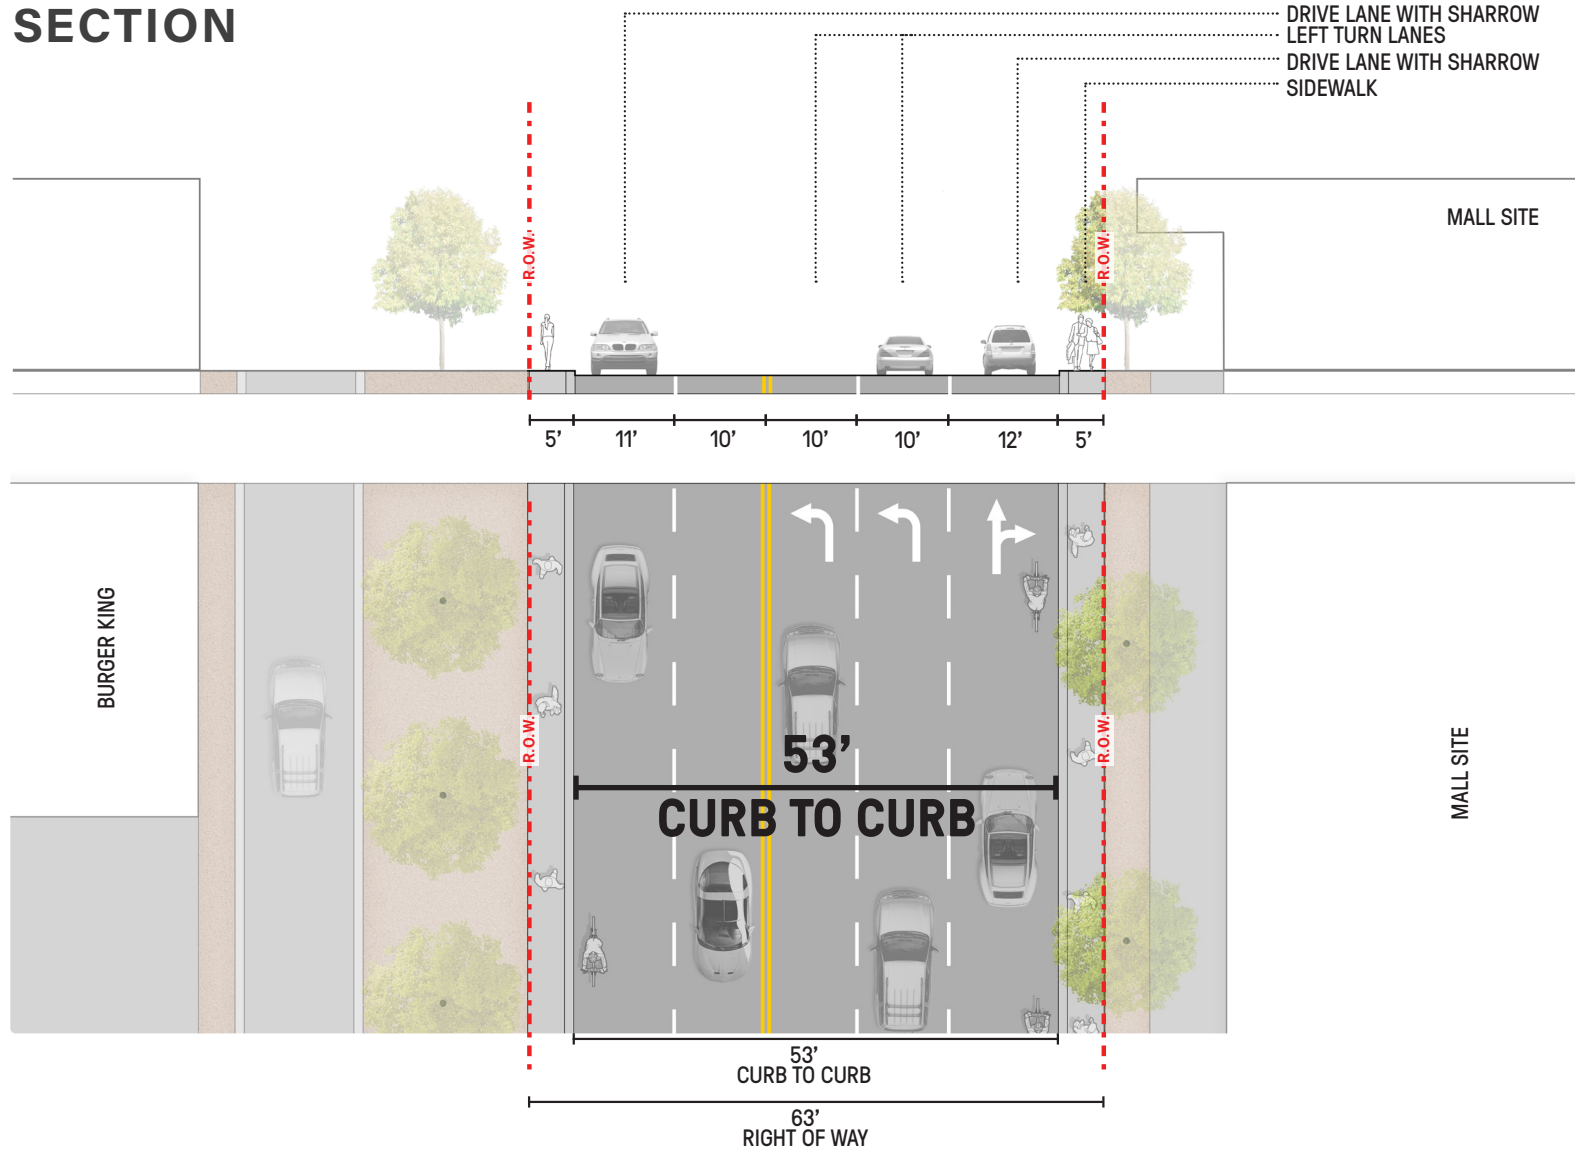 SECTION
DRIVE LANE WITH SHARROW
LEFT TURN LANES
DRIVE LANE WITH SHARROW
SIDEWALK
MALL SITE
R.O.W.
R.O.W.
5’
11’
10’
10’
10’
12’
5’
BURGER KING
R.O.W.
R.O.W.
MALL SITE
53’
CURB TO CURB
53’
CURB TO CURB
63’
RIGHT OF WAY